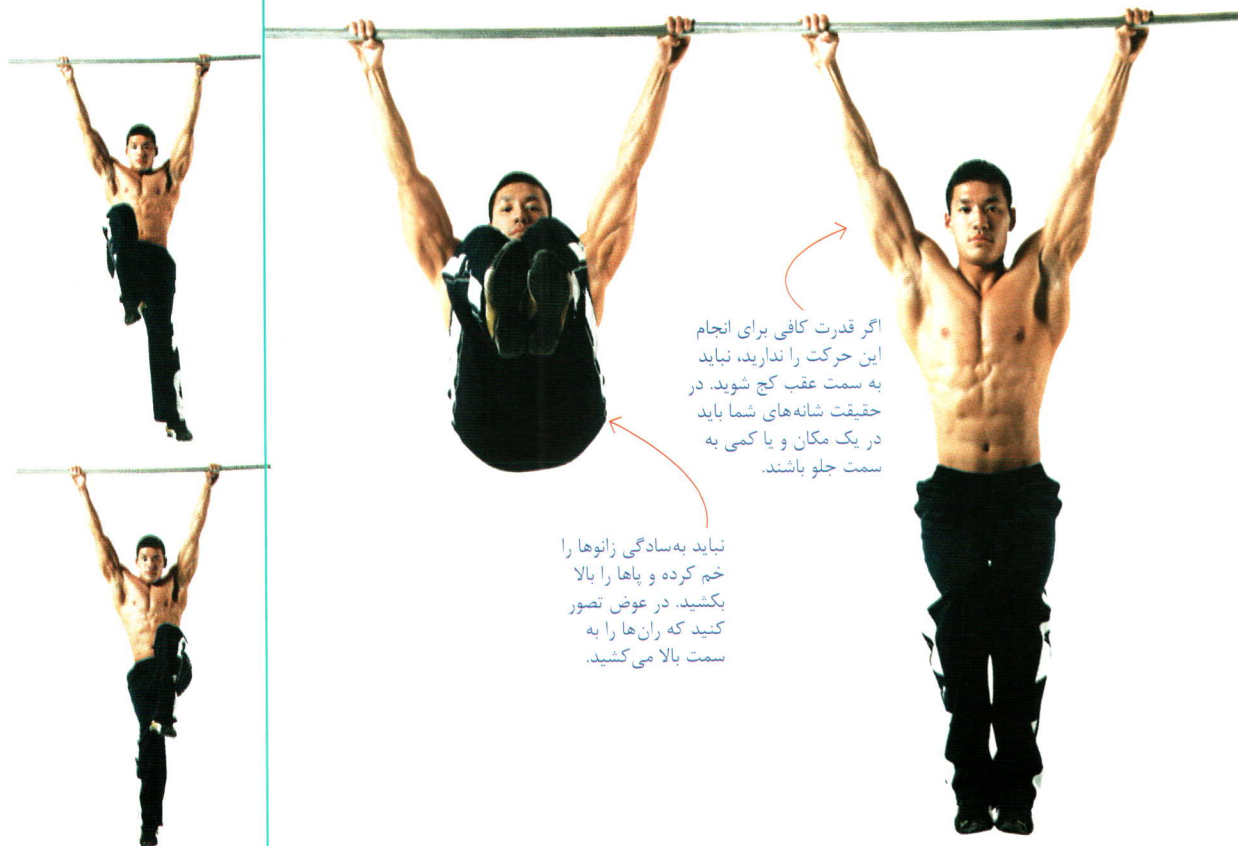 اگر قدرت کافی برای انجام
این حرکت را ندارید، نباید
به سمت عقب کج شوید. در
حقیقت شانه‌های شما باید
در یک مکان و یا کمی به
سمت جلو باشند.
نباید به‌سادگی زانوها را
خم کرده و پاها را بالا
بکشید. در عوض تصور
کنید که ران‌ها را به
سمت بالا می‌کشید.